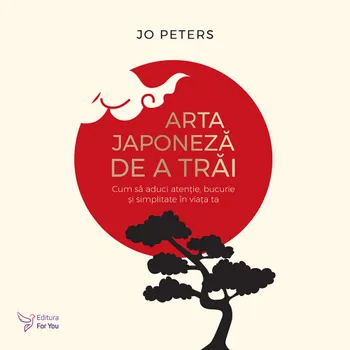 JO PETERS
ARTA
JAPONEZĂ
DE A TRĂI
Cum să aduci atenție, bucurie
și simplitate în viața ta
Editura
For You